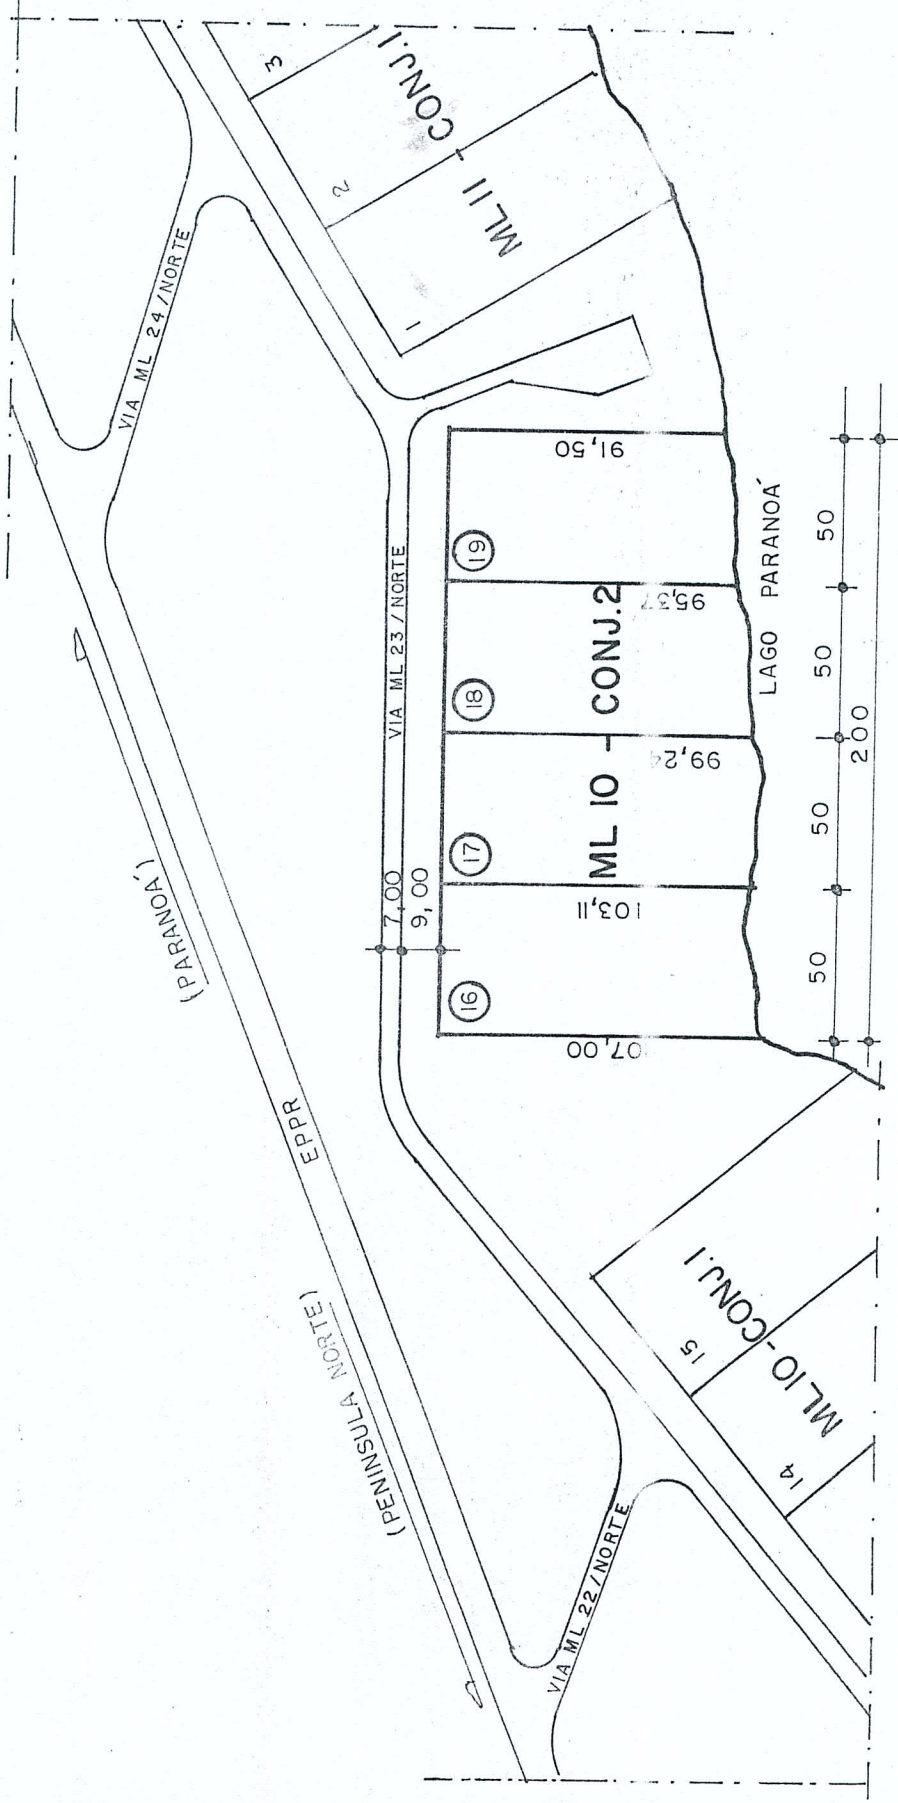 VIA ML 24/NORTE
3
2
1
ML 11 - CONJ.1
(PARANOÁ)
EPPR
(PENINSULA NORTE)
VIA ML 23/NORTE
7,00
9,00
16
17
18
19
ML 10 - CONJ.2
07,00
103,11
99,24
95,37
91,50
LAGO PARANOÁ
50
50
50
50
200
VIA ML 22/NORTE
14
15
ML 10-CONJ.1